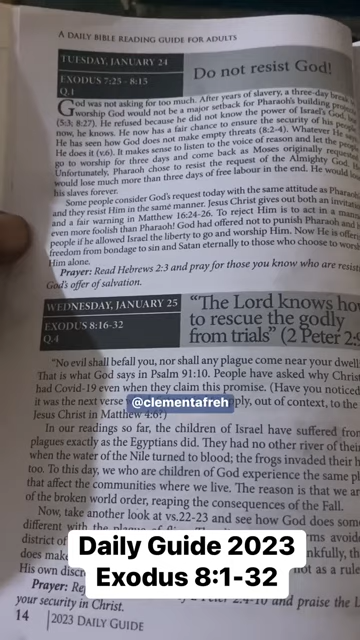 A DAILY BIBLE READING GUIDE FOR ADULTS
TUESDAY, JANUARY 24
EXODUS 7:25 - 8:15
Q.1
Do not resist God!
God was not asking for too much. After years of slavery, a three-day break
worship God would not be a major setback for Pharaoh's building
(5:3; 8:27). He refused because he did not know the power of Israel's God,
now, he knows. He now has a fair chance to ensure the security of his
He has seen how God does not make empty threats (8:2-4). Whatever He
He does it (v.6). It makes sense to listen to the voice of reason and let the
go to worship for three days and come back as Moses originally
Unfortunately, Pharaoh chose to resist the request of the Almighty God.
would lose much more than three days of free labour in the end. He would
his slaves forever.
Some people consider God's request today with the same attitude as Pharaoh
and they resist Him in the same manner. Jesus Christ gives out both an
and a fair warning in Matthew 16:24-26. To reject Him is to act in a
even more foolish than Pharaoh! God had offered not to punish Pharaoh and
people if he allowed Israel the liberty to go and worship Him. Now He is
freedom from bondage to sin and Satan eternally to those who choose to
Him alone.
Prayer: Read Hebrews 2:3 and pray for those you know who are
God's offer of salvation.
WEDNESDAY, JANUARY 25
EXODUS 8:16-32
Q.4
"The Lord knows how
to rescue the godly
from trials" (2 Peter 2:9
"No evil shall befall you, nor shall any plague come near your
That is what God says in Psalm 91:10. People have asked why
had Covid-19 even when they claim this promise. (Have you noticed
it was the next verse out of context, to the
Jesus Christ in Matthew 4:6?)
@clementafreh
In our readings so far, the children of Israel have suffered from
plagues exactly as the Egyptians did. They had no other river of their
when the water of the Nile turned to blood; the frogs invaded their
too. To this day, we who are children of God experience the same
that affect the communities where we live. The reason is that we are
of the broken world order, reaping the consequences of the Fall.
Now, take another look at vs.22-23 and see how God does
different with the
district of
does
His own as a rule
Prayer: and praise the
your security in Christ.
Daily Guide 2023
Exodus 8:1-32
14 2023 DAILY GUIDE